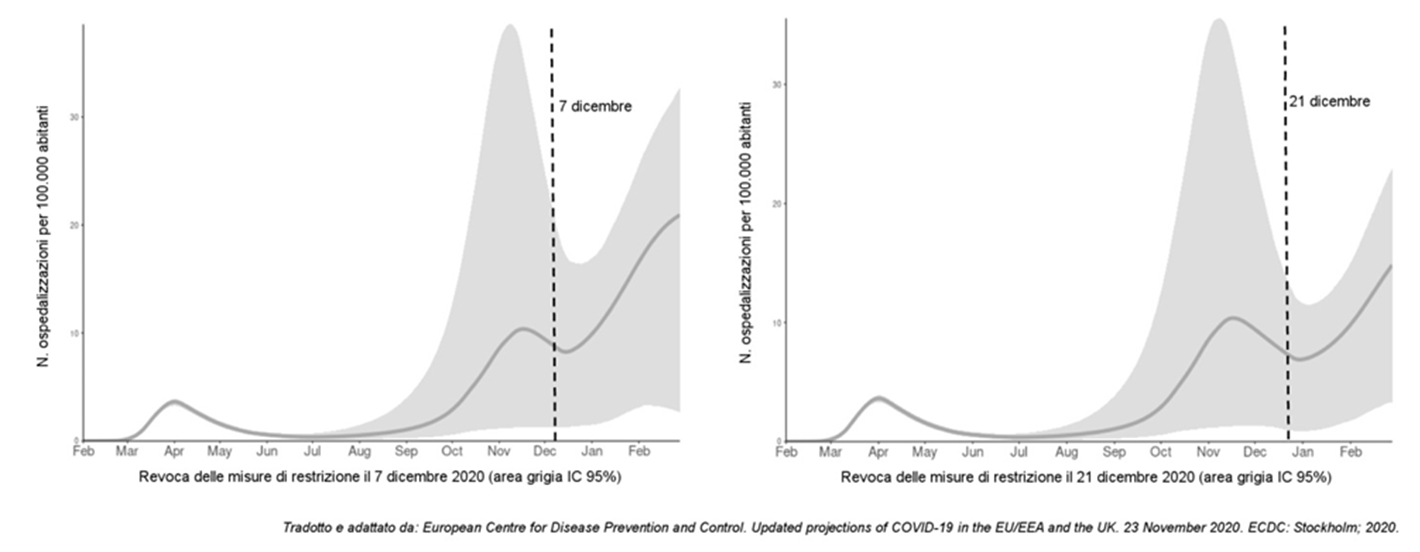 N. ospedalizzazioni per 100.000 abitanti
30
20
10
0
7 dicembre
Feb Mar Apr May Jun Jul Aug Sep Oct Nov Dec Jan Feb
Revoca delle misure di restrizione il 7 dicembre 2020 (area grigia IC 95%)
N. ospedalizzazioni per 100.000 abitanti
30
20
10
0
21 dicembre
Feb Mar Apr May Jun Jul Aug Sep Oct Nov Dec Jan Feb
Revoca delle misure di restrizione il 21 dicembre 2020 (area grigia IC 95%)
Tradotto e adattato da: European Centre for Disease Prevention and Control. Updated projections of COVID-19 in the EU/EEA and the UK. 23 November 2020. ECDC: Stockholm; 2020.